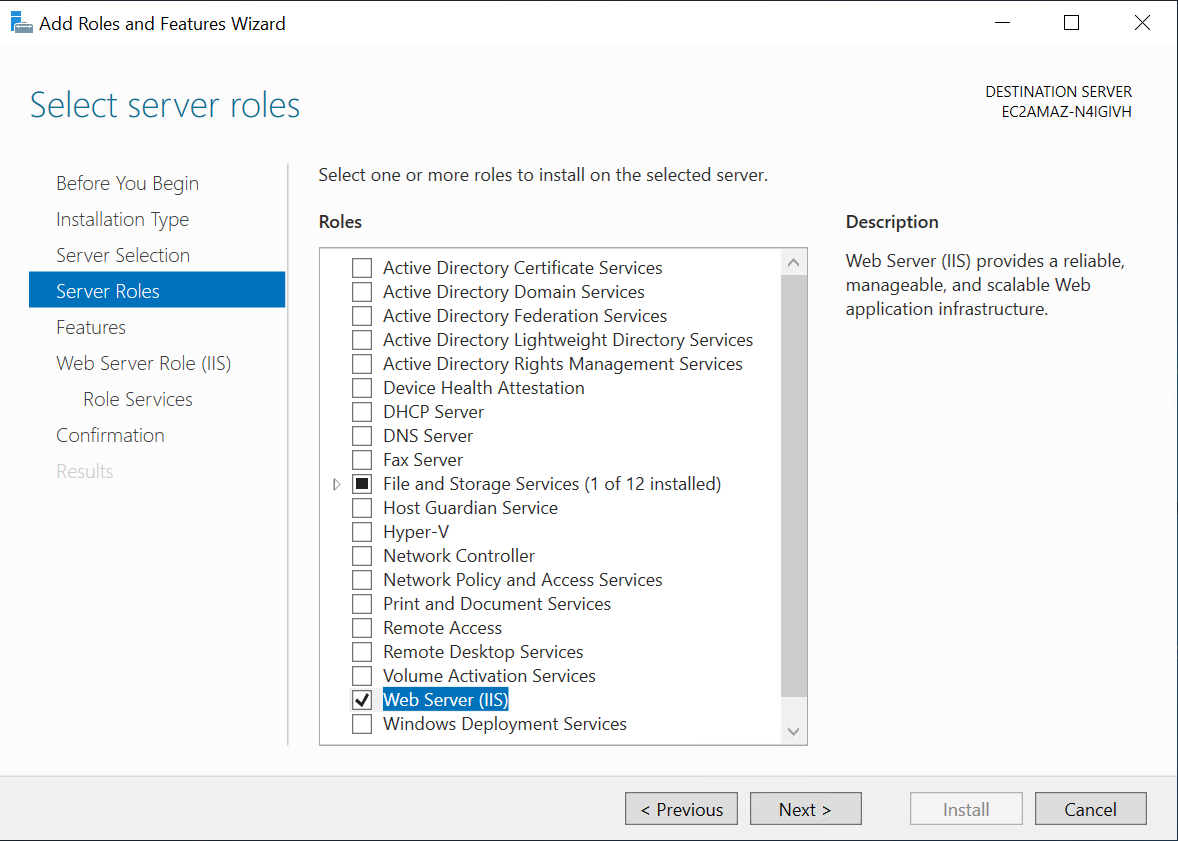 Add Roles and Features Wizard
Select server roles
DESTINATION SERVER
EC2AMAZ-N4IGIVH
Before You Begin
Installation Type
Server Selection
Server Roles
Features
Web Server Role (IIS)
Role Services
Confirmation
Results
Select one or more roles to install on the selected server.
Roles
Active Directory Certificate Services
Active Directory Domain Services
Active Directory Federation Services
Active Directory Lightweight Directory Services
Active Directory Rights Management Services
Device Health Attestation
DHCP Server
DNS Server
Fax Server
File and Storage Services (1 of 12 installed)
Host Guardian Service
Hyper-V
Network Controller
Network Policy and Access Services
Print and Document Services
Remote Access
Remote Desktop Services
Volume Activation Services
Web Server (IIS)
Windows Deployment Services
Description
Web Server (IIS) provides a reliable,
manageable, and scalable Web
application infrastructure.
< Previous
Next >
Install
Cancel